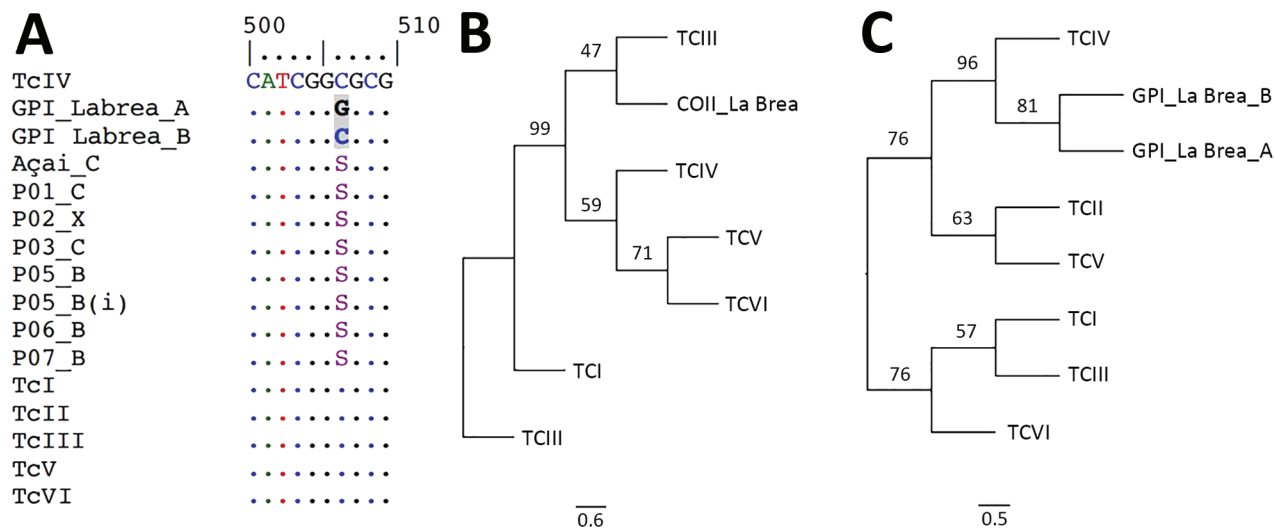 A
500 510
|....|....|
TcIV CATCGGCGCG
GPI_Labrea_A ......G...
GPI Labrea_B ......C...
Açai_C ......S...
P01_C ......S...
P02_X ......S...
P03_C ......S...
P05_B ......S...
P05_B(i) ......S...
P06_B ......S...
P07_B ......S...
TcI ..........
TcII ..........
TcIII ..........
TcV ..........
TcVI ..........
B
TCIII
47
COII_La Brea
99
TCIV
59
TCV
71
TCVI
TCI
TCIII
0.6
C
TCIV
96
GPI_La Brea_B
81
GPI_La Brea_A
76
TCII
63
TCV
TCI
57
TCIII
76
TCVI
0.5